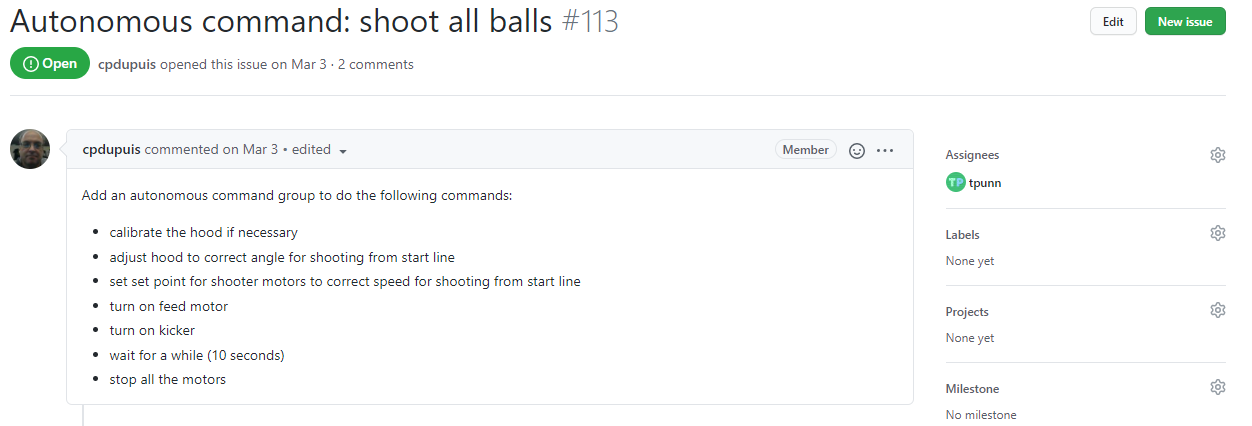 Autonomous command: shoot all balls #113
Edit
New issue
Open
cpdupuis opened this issue on Mar 3 · 2 comments
cpdupuis commented on Mar 3 • edited
Member
Add an autonomous command group to do the following commands:
• calibrate the hood if necessary
• adjust hood to correct angle for shooting from start line
• set set point for shooter motors to correct speed for shooting from start line
• turn on feed motor
• turn on kicker
• wait for a while (10 seconds)
• stop all the motors
Assignees
TP tpunn
Labels
None yet
Projects
None yet
Milestone
No milestone